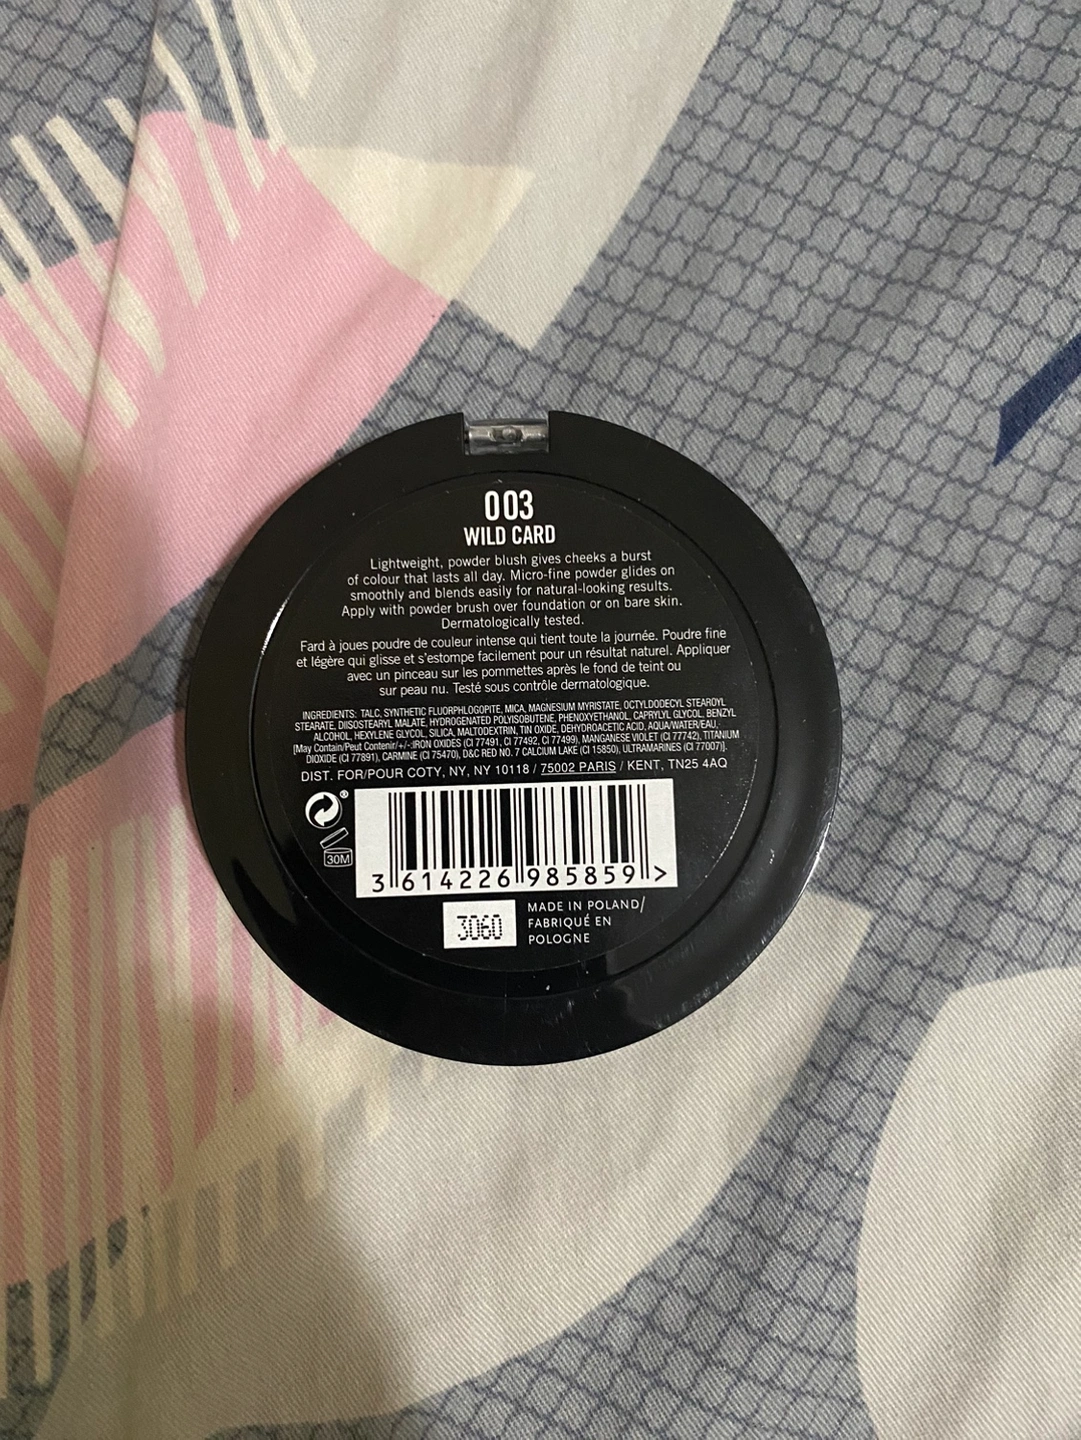 003
WILD CARD
Lightweight, powder blush gives cheeks a burst
of colour that lasts all day. Micro-fine powder glides on
smoothly and blends easily for natural-looking results.
Apply with powder brush over foundation or on bare skin.
Dermatologically tested.
Fard à joues poudre de couleur intense qui tient toute la journée. Poudre fine
et légère qui glisse et s'estompe facilement pour un résultat naturel. Appliquer
avec un pinceau sur les pommettes après le fond de teint ou
sur peau nu. Testé sous contrôle dermatologique.
INGREDIENTS: TALC, SYNTHETIC FLUORPHLOGOPITE, MICA, MAGNESIUM MYRISTATE, OCTYLDODECYL STEAROYL
STEARATE, DIISOSTEARYL MALATE, HYDROGENATED POLYISOBUTENE, PHENOXYETHANOL, CAPRYLYL GLYCOL, BENZYL
ALCOHOL, HEXYLENE GLYCOL, SILICA, MALTODEXTRIN, TIN OXIDE, DEHYDROACETIC ACID, AQUA/WATER/EAU,
[May Contain/Peut Contenir/+/-:IRON OXIDES (CI 77491, CI 77492, CI 77499), MANGANESE VIOLET (CI 77742), TITANIUM
DIOXIDE (CI 77891), CARMINE (CI 75470), D&C RED NO. 7 CALCIUM LAKE (CI 15850), ULTRAMARINES (CI 77007)].
DIST. FOR/POUR COTY, NY, NY 10118 / 75002 PARIS / KENT, TN25 4AQ
®
30M
3 614226 985859 >
3060
MADE IN POLAND/
FABRIQUÉ EN
POLOGNE